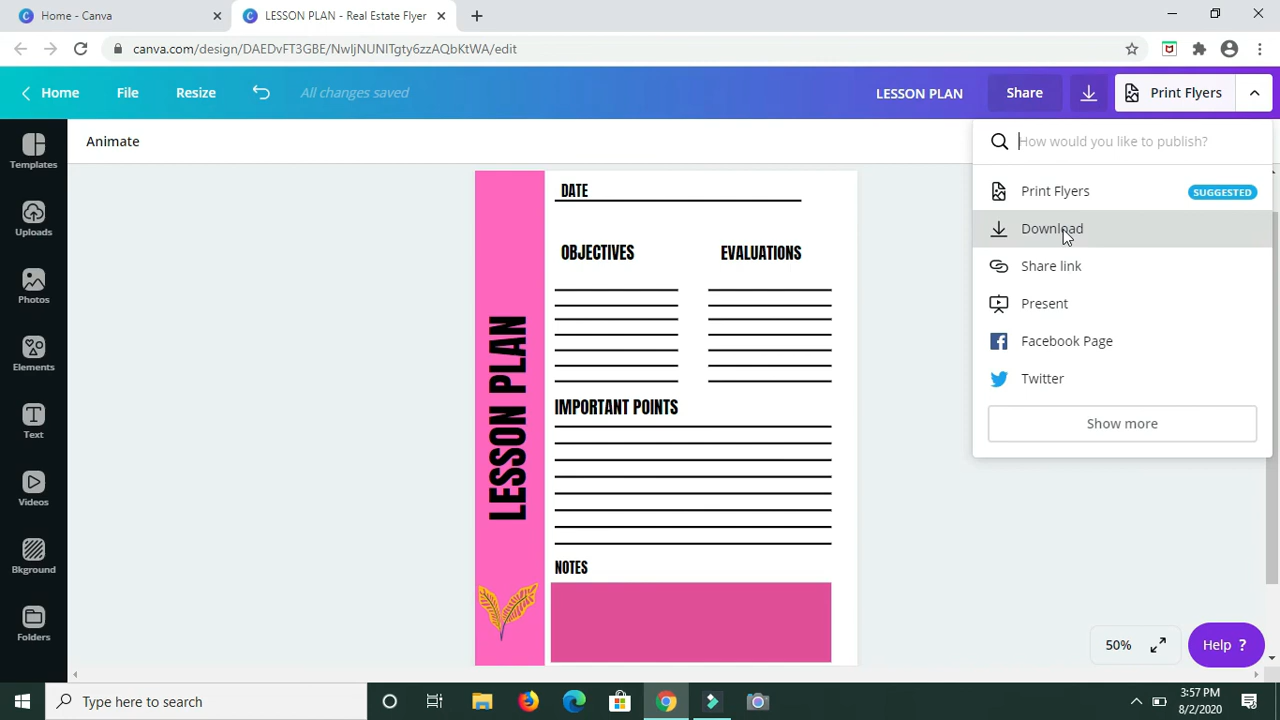 Home - Canva
LESSON PLAN - Real Estate Flyer
canva.com/design/DAEDvFT3GBE/NwIjNUNITgty6zzAQbKtWA/edit
Home
File
Resize
All changes saved
LESSON PLAN
Share
Print Flyers
Animate
How would you like to publish?
Print Flyers
SUGGESTED
Download
Share link
Present
Facebook Page
Twitter
Show more
Templates
Uploads
Photos
Elements
Text
Videos
Bkground
Folders
LESSON PLAN
DATE
OBJECTIVES
EVALUATIONS
IMPORTANT POINTS
NOTES
50%
Help ?
Type here to search
3:57 PM
8/2/2020